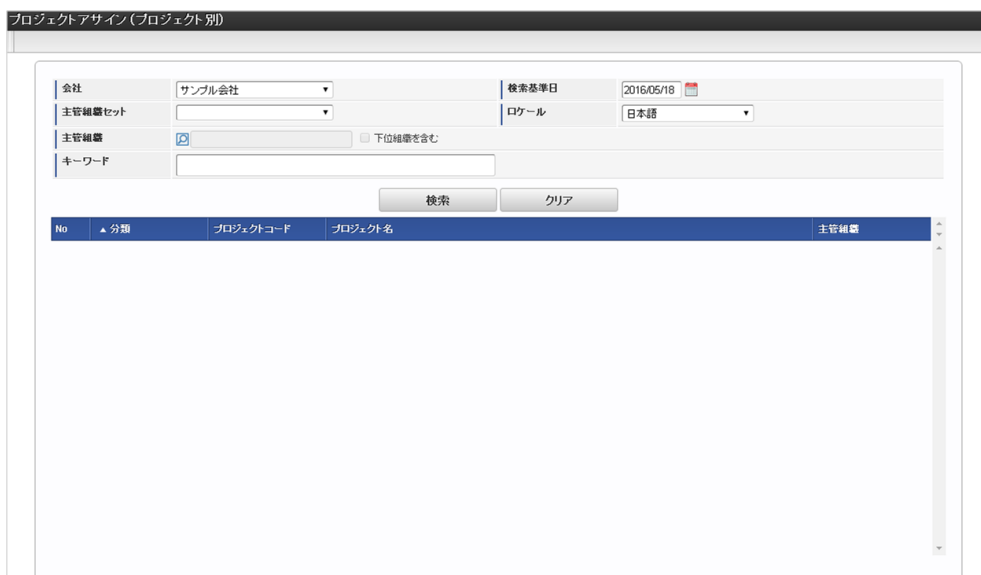 プロジェクトアサイン(プロジェクト別)
会社 サンプル会社 検索基準日 2016/05/18
主管組織セット ロケール 日本語
主管組織 下位組織を含む
キーワード
検索 クリア
No ▲ 分類 プロジェクトコード プロジェクト名 主管組織